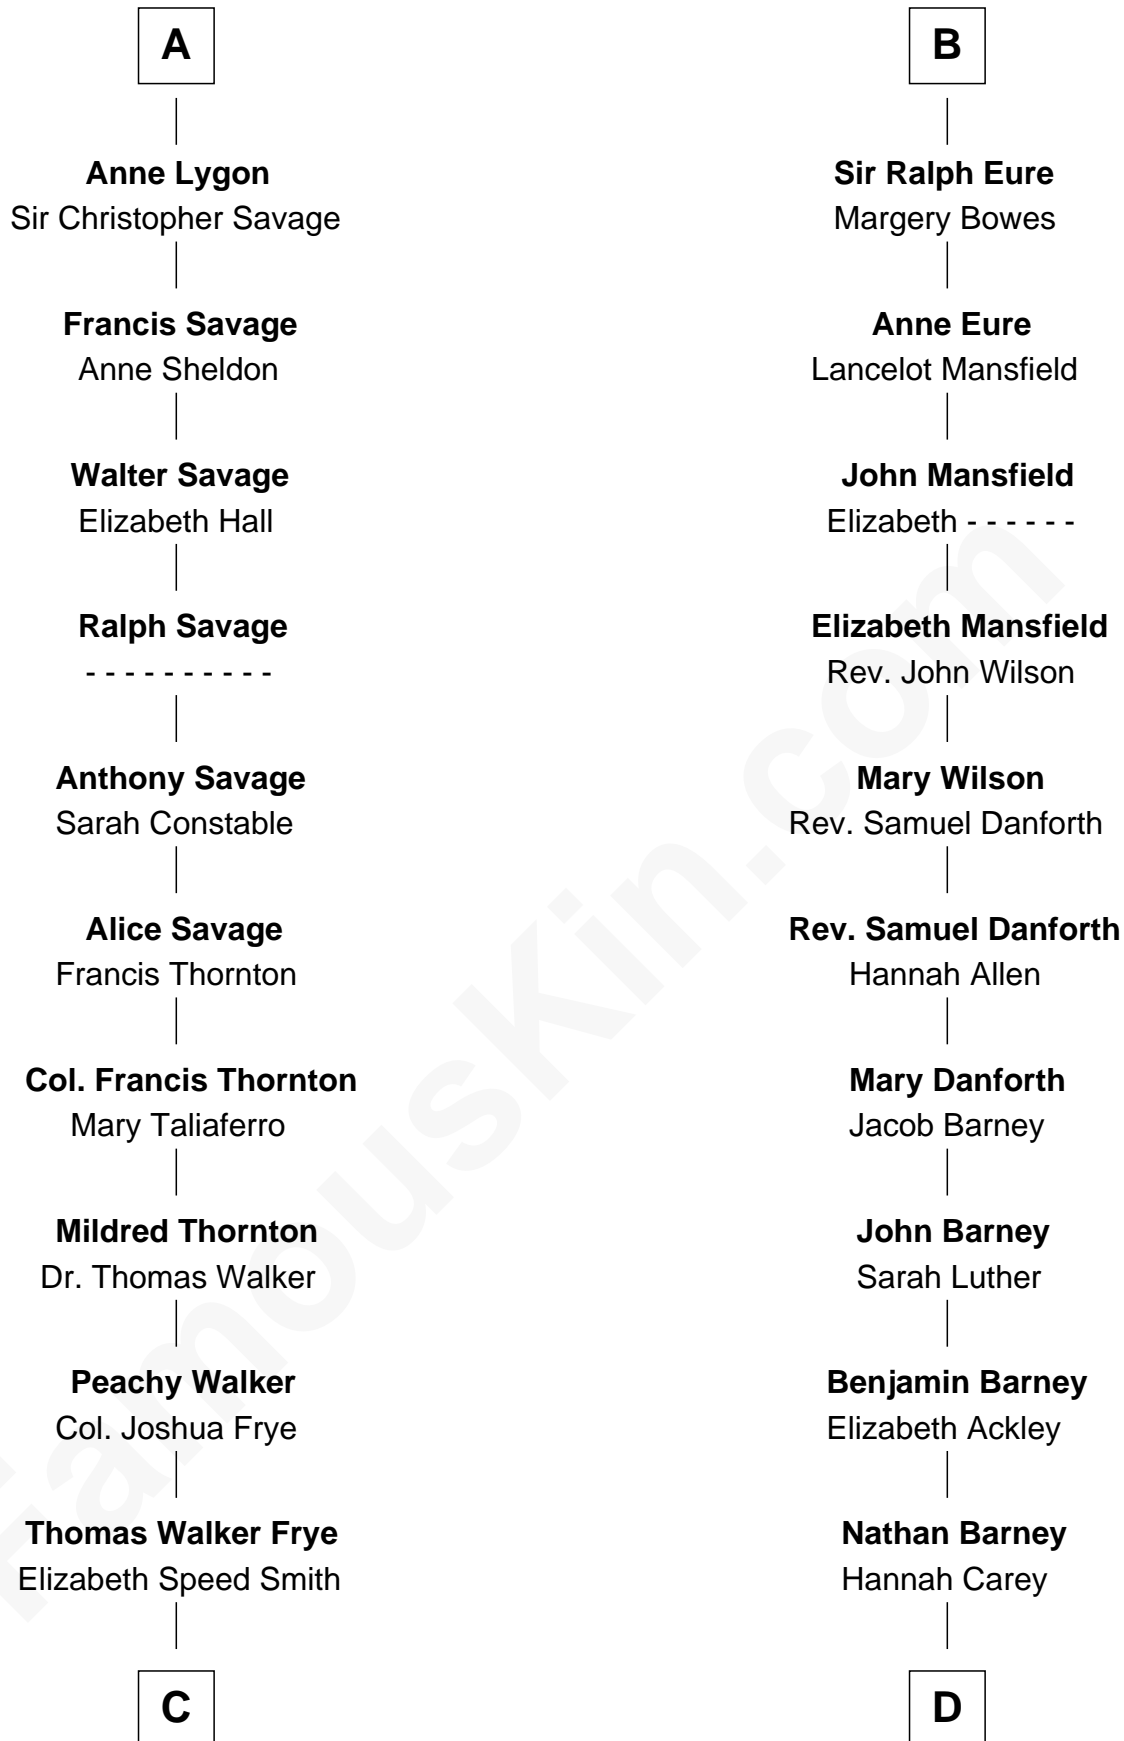 A
Anne Lygon
Sir Christopher Savage
Francis Savage
Anne Sheldon
Walter Savage
Elizabeth Hall
Ralph Savage
- - - - - - - - - -
Anthony Savage
Sarah Constable
Alice Savage
Francis Thornton
Col. Francis Thornton
Mary Taliaferro
Mildred Thornton
Dr. Thomas Walker
Peachy Walker
Col. Joshua Frye
Thomas Walker Frye
Elizabeth Speed Smith
C
B
Sir Ralph Eure
Margery Bowes
Anne Eure
Lancelot Mansfield
John Mansfield
Elizabeth - - - - - -
Elizabeth Mansfield
Rev. John Wilson
Mary Wilson
Rev. Samuel Danforth
Rev. Samuel Danforth
Hannah Allen
Mary Danforth
Jacob Barney
John Barney
Sarah Luther
Benjamin Barney
Elizabeth Ackley
Nathan Barney
Hannah Carey
D
FamousKin.com